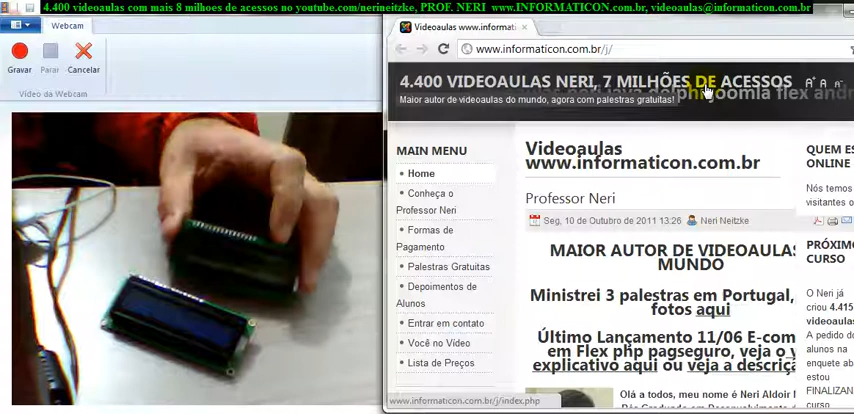 4.400 videoaulas com mais 8 milhoes de acessos no youtube.com/nerineitzke, PROF. NERI www.INFORMATICON.com.br, videoaulas@informaticon.com.br
Webcam
Gravar
Parar
Cancelar
Vídeo da Webcam
Videoaulas www.informati
www.informaticon.com.br/j/
4.400 VIDEOAULAS NERI, 7 MILHÕES DE ACESSOS
Maior autor de videoaulas do mundo, agora com palestras gratuitas!
joomla flex andr
MAIN MENU
Home
Conheça o
Professor Neri
Formas de
Pagamento
Palestras Gratuitas
Depoimentos de
Alunos
Entrar em contato
Você no Vídeo
Lista de Preços
www.informaticon.com.br/j/index.php
Videoaulas
www.informaticon.com.br
Professor Neri
Seg, 10 de Outubro de 2011 13:26
Neri Neitzke
MAIOR AUTOR DE VIDEOAULAS
MUNDO
Ministrei 3 palestras em Portugal,
fotos aqui
Último Lançamento 11/06 E-com
em Flex php pagseguro, veja o v
explicativo aqui ou veja a descriçã
Olá a todos, meu nome é Neri Aldoir
QUEM ES
ONLINE
Nós temos
visitantes o
PRÓXIMO
CURSO
O Neri já
criou 4.415
videoaulas
A pedido do
alunos na
enquete ab
estou
FINALIZAN
curso